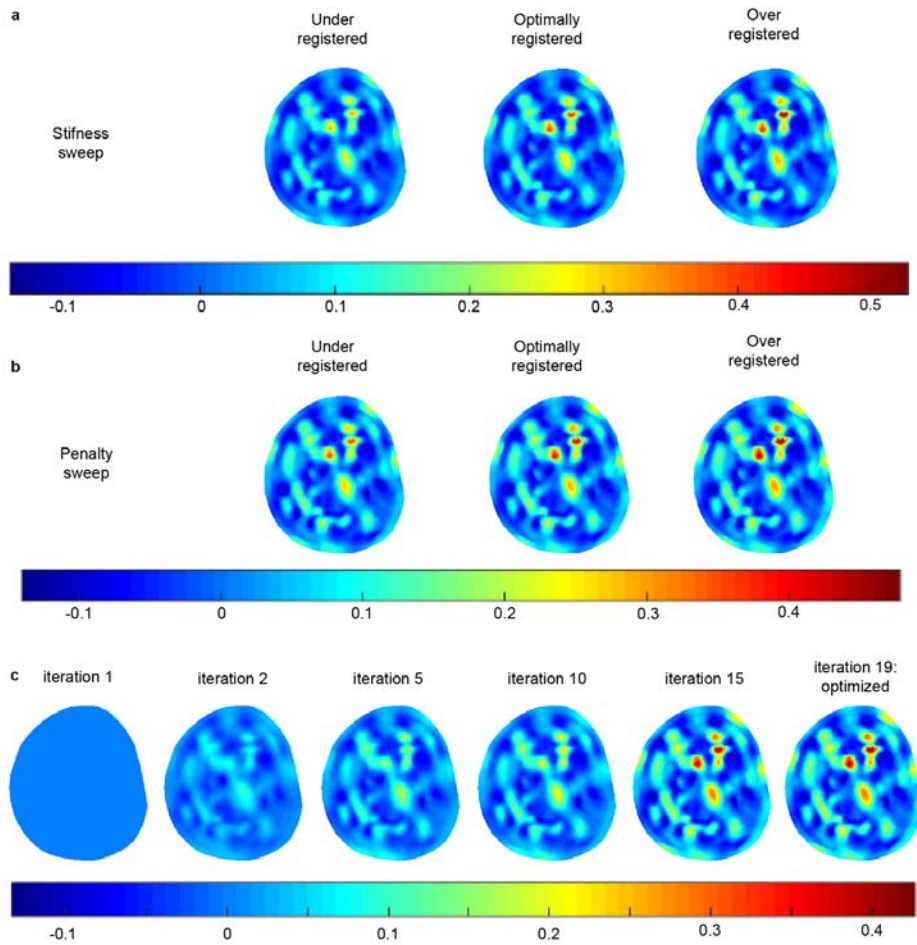 a
Under
registered
Optimally
registered
Over
registered
Stifness
sweep
-0.1 0 0.1 0.2 0.3 0.4 0.5
b
Under
registered
Optimally
registered
Over
registered
Penalty
sweep
-0.1 0 0.1 0.2 0.3 0.4
c
iteration 1
iteration 2
iteration 5
iteration 10
iteration 15
iteration 19:
optimized
-0.1 0 0.1 0.2 0.3 0.4